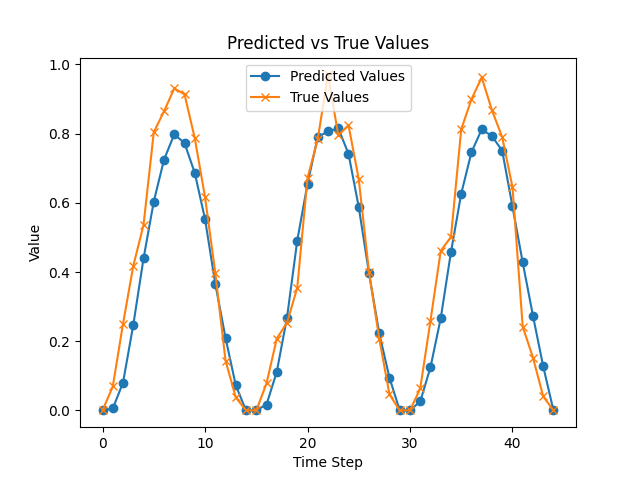 Predicted vs True Values
Predicted Values
True Values
1.0
0.8
0.6
0.4
0.2
0.0
Value
0 10 20 30 40
Time Step